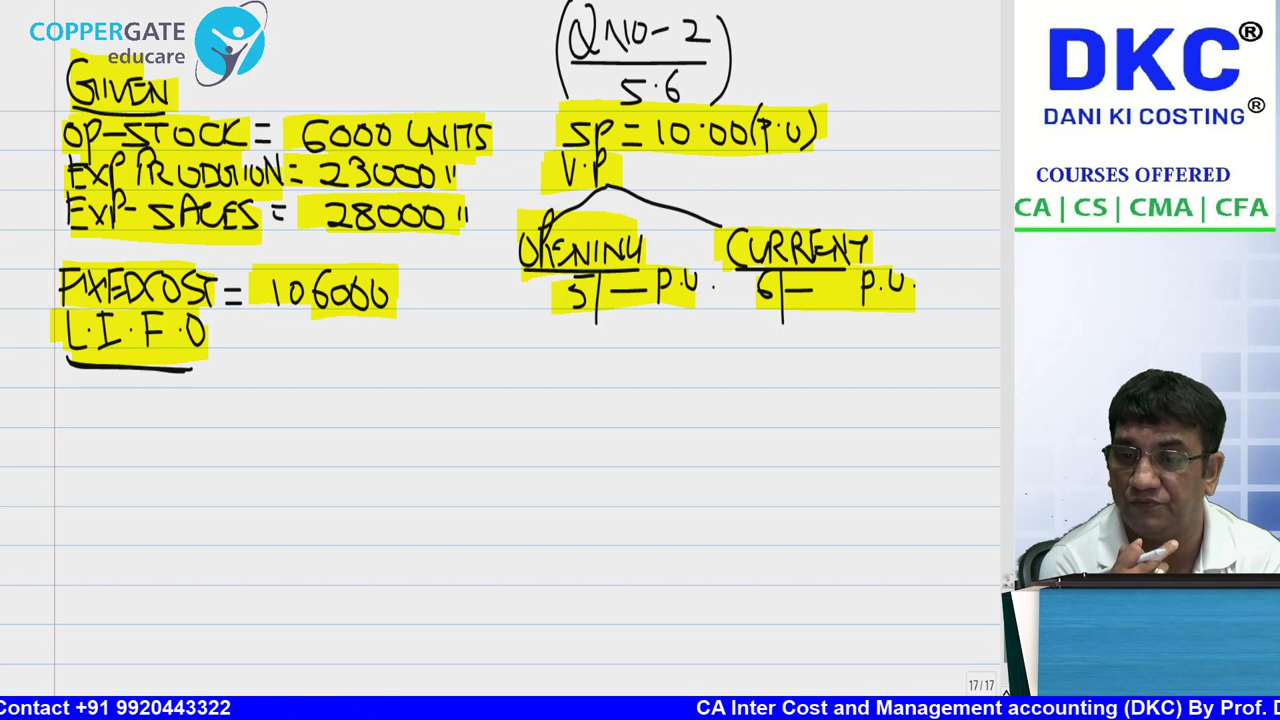 COPPERGATE
educare
(QNO-2
5.6)
GIVEN
OP-STOCK = 6000 UNITS
EXP PRODUTION = 23000 "
EXP-SALES = 28000 "
FIXED COST = 106000
L.I.F.O
SP = 10.00 (P.U)
V.P
OPENING
5/- P.U.
CURRENT
6/- P.U.
17/17
DKC®
DANI KI COSTING®
COURSES OFFERED
CA | CS | CMA | CFA
Contact +91 9920443322
CA Inter Cost and Management accounting (DKC) By Prof. D